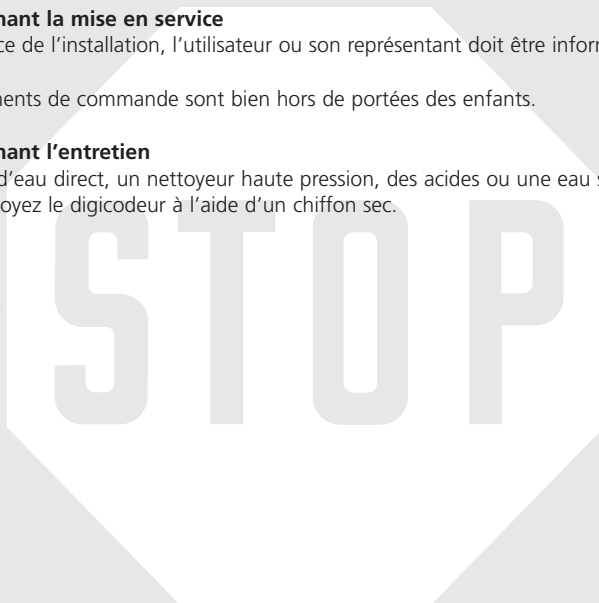 nant la mise en service
ce de l’installation, l’utilisateur ou son représentant doit être infor
nents de commande sont bien hors de portées des enfants.
nant l’entretien
d’eau direct, un nettoyeur haute pression, des acides ou une eau s
oyez le digicodeur à l’aide d’un chiffon sec.
STOP